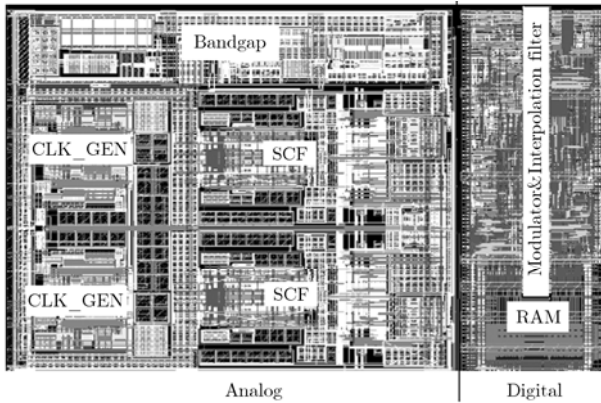 Bandgap
CLK_GEN
SCF
CLK_GEN
SCF
Modulator&Interpolation filter
RAM
Analog
Digital